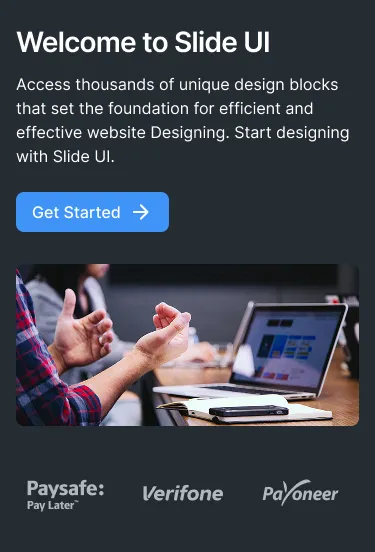 Welcome to Slide UI
Access thousands of unique design blocks
that set the foundation for efficient and
effective website Designing. Start designing
with Slide UI.
Get Started
Paysafe:
Pay Later™
Verifone
Payoneer